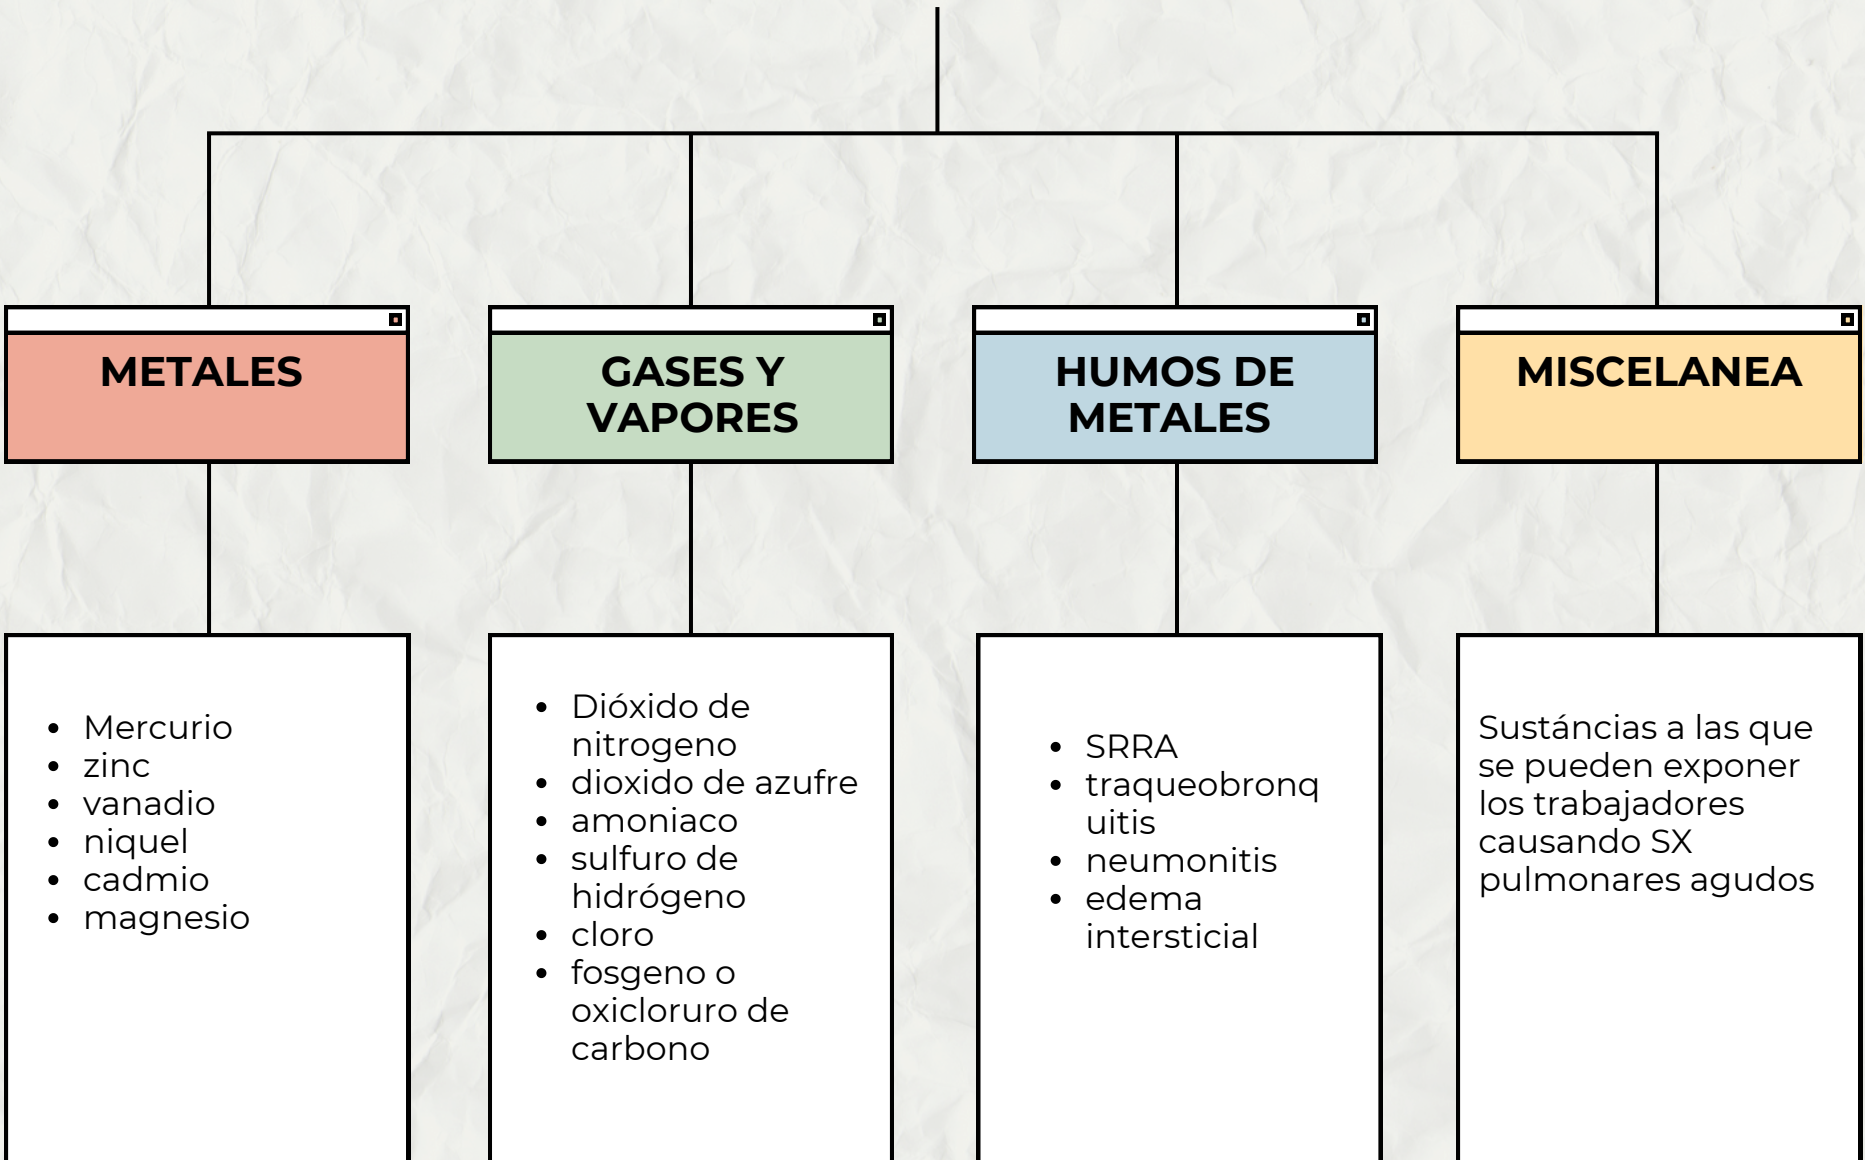 METALES
GASES Y
VAPORES
HUMOS DE
METALES
MISCELANEA
• Mercurio
• zinc
• vanadio
• niquel
• cadmio
• magnesio
• Dióxido de
nitrogeno
• dioxido de azufre
• amoniaco
• sulfuro de
hidrógeno
• cloro
• fosgeno o
oxicloruro de
carbono
• SRRA
• traqueobronq
uitis
• neumonitis
• edema
intersticial
Sustáncias a las que
se pueden exponer
los trabajadores
causando SX
pulmonares agudos